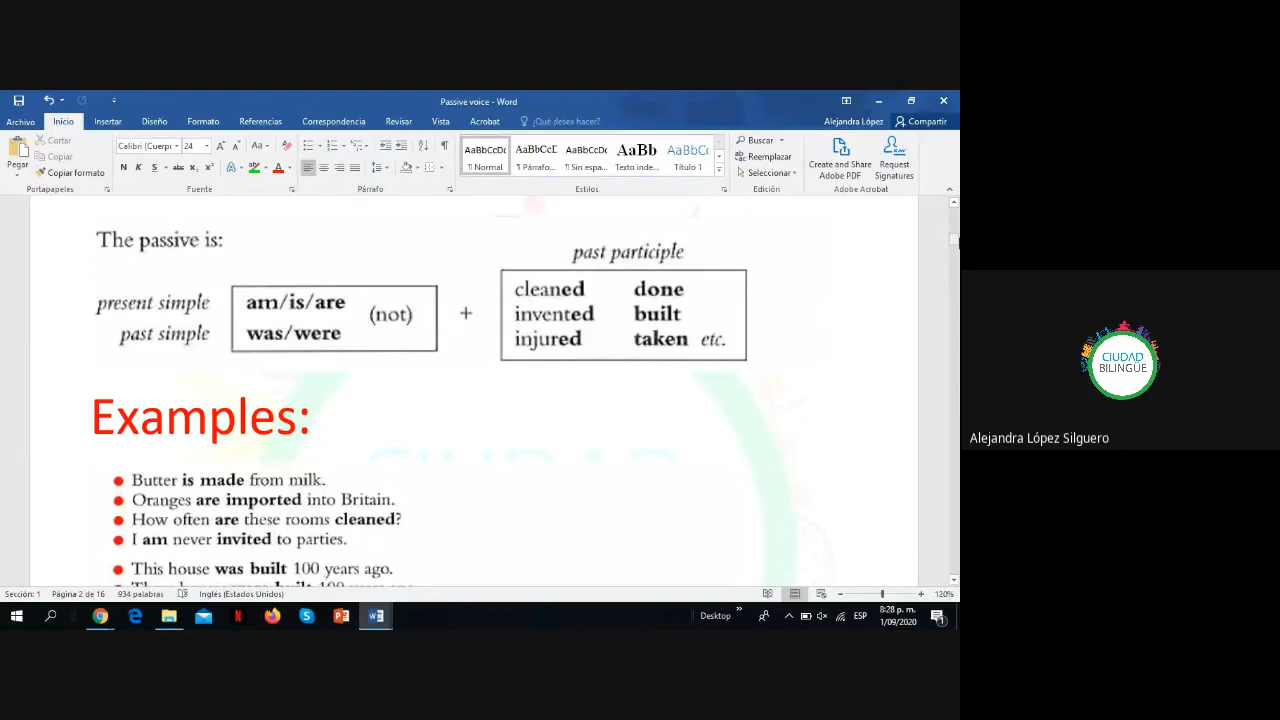 Passive voice - Word
Archivo Inicio Insertar Diseño Formato Referencias Correspondencia Revisar Vista Acrobat ¿Qué desea hacer? Alejandra López Compartir
Pegar
Cortar
Copiar
Copiar formato
Portapapeles
Calibri (Cuerp 24
N K S abc x₂ x²
Fuente
Párrafo
AaBbCcDc AaBbCcD AaBbCcDc AaBb AaBbC
¶ Normal ¶ Párrafo... ¶ Sin espa... Texto inde... Título 1
Estilos
Buscar
Reemplazar
Seleccionar
Edición
Create and Share Adobe PDF
Request Signatures
Adobe Acrobat
The passive is:
past participle
present simple am/is/are (not) + cleaned done
past simple was/were invented built
injured taken etc.
Examples:
Butter is made from milk.
Oranges are imported into Britain.
How often are these rooms cleaned?
I am never invited to parties.
This house was built 100 years ago.
Sección: 1 Página 2 de 16 934 palabras Inglés (Estados Unidos) 120%
Desktop ESP 8:28 p. m.
1/09/2020
CIUDAD
BILINGÜE
Alejandra López Silguero